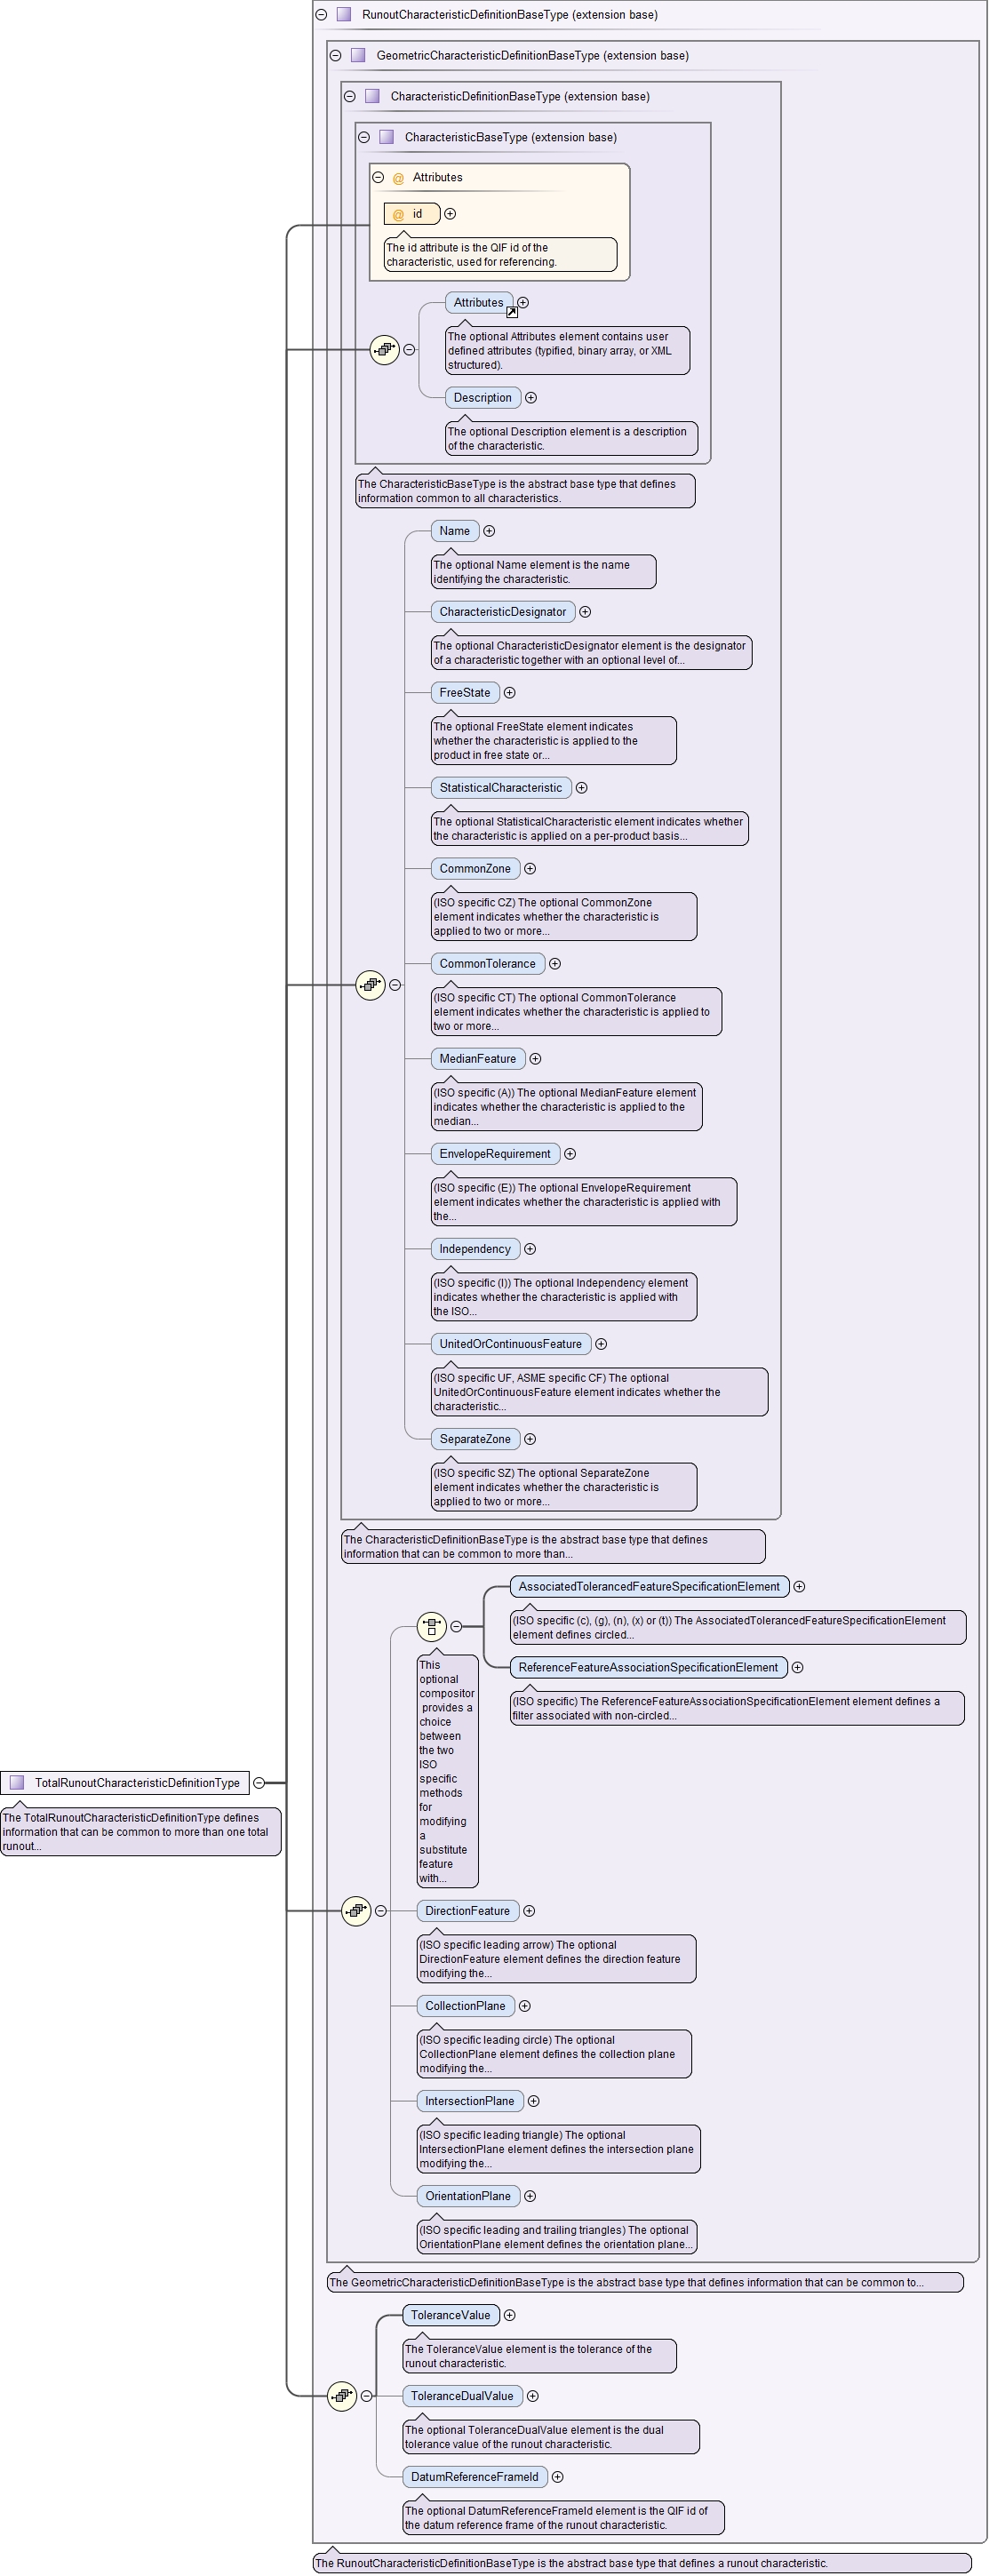 RunoutCharacteristicDefinitionBaseType (extension base)
GeometricCharacteristicDefinitionBaseType (extension base)
CharacteristicDefinitionBaseType (extension base)
CharacteristicBaseType (extension base)
@ Attributes
@ id
The id attribute is the QIF id of the
characteristic, used for referencing.
Attributes
The optional Attributes element contains user
defined attributes (typified, binary array, or XML
structured).
Description
The optional Description element is a description
of the characteristic.
The CharacteristicBaseType is the abstract base type that defines
information common to all characteristics.
Name
The optional Name element is the name
identifying the characteristic.
CharacteristicDesignator
The optional CharacteristicDesignator element is the designator
of a characteristic together with an optional level of...
FreeState
The optional FreeState element indicates
whether the characteristic is applied to the
product in free state or...
StatisticalCharacteristic
The optional StatisticalCharacteristic element indicates whether
the characteristic is applied on a per-product basis...
CommonZone
(ISO specific CZ) The optional CommonZone
element indicates whether the characteristic is
applied to two or more...
CommonTolerance
(ISO specific CT) The optional CommonTolerance
element indicates whether the characteristic is applied to
two or more...
MedianFeature
(ISO specific (A)) The optional MedianFeature element
indicates whether the characteristic is applied to the
median...
EnvelopeRequirement
(ISO specific (E)) The optional EnvelopeRequirement
element indicates whether the characteristic is applied with
the...
Independency
(ISO specific (I)) The optional Independency element
indicates whether the characteristic is applied with
the ISO...
UnitedOrContinuousFeature
(ISO specific UF, ASME specific CF) The optional
UnitedOrContinuousFeature element indicates whether the
characteristic...
SeparateZone
(ISO specific SZ) The optional SeparateZone
element indicates whether the characteristic is
applied to two or more...
The CharacteristicDefinitionBaseType is the abstract base type that defines
information that can be common to more than...
AssociatedTolerancedFeatureSpecificationElement
(ISO specific (c), (g), (n), (x) or (t)) The AssociatedTolerancedFeatureSpecificationElement
element defines circled...
ReferenceFeatureAssociationSpecificationElement
(ISO specific) The ReferenceFeatureAssociationSpecificationElement element defines a
filter associated with non-circled...
This
optional
compositor
provides a
choice
between
the two
ISO
specific
methods
for
modifying
a
substitute
feature
with...
TotalRunoutCharacteristicDefinitionType
The TotalRunoutCharacteristicDefinitionType defines
information that can be common to more than one total
runout...
DirectionFeature
(ISO specific leading arrow) The optional
DirectionFeature element defines the direction feature
modifying the...
CollectionPlane
(ISO specific leading circle) The optional
CollectionPlane element defines the collection plane
modifying the...
IntersectionPlane
(ISO specific leading triangle) The optional
IntersectionPlane element defines the intersection plane
modifying the...
OrientationPlane
(ISO specific leading and trailing triangles) The optional
OrientationPlane element defines the orientation plane...
The GeometricCharacteristicDefinitionBaseType is the abstract base type that defines information that can be common to...
ToleranceValue
The ToleranceValue element is the tolerance of the
runout characteristic.
ToleranceDualValue
The optional ToleranceDualValue element is the dual
tolerance value of the runout characteristic.
DatumReferenceFrameId
The optional DatumReferenceFrameId element is the QIF id of
the datum reference frame of the runout characteristic.
The RunoutCharacteristicDefinitionBaseType is the abstract base type that defines a runout characteristic.